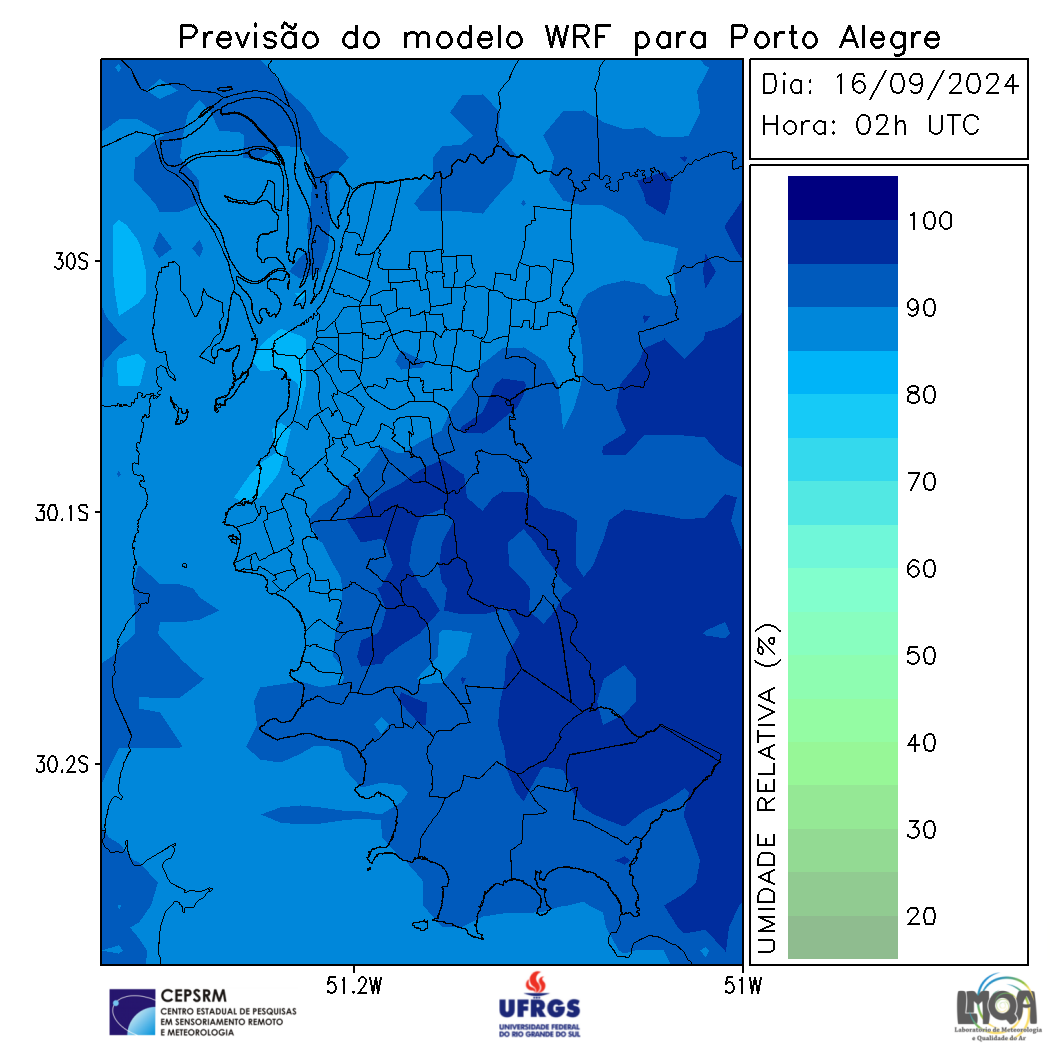 Previsão do modelo WRF para Porto Alegre
Dia: 16/09/2024
Hora: 02h UTC
30S
30.1S
30.2S
51.2W
51W
UMIDADE RELATIVA (%)
100
90
80
70
60
50
40
30
20
CEPSRM
CENTRO ESTADUAL DE PESQUISAS
EM SENSORIAMENTO REMOTO
E METEOROLOGIA
UFRGS
UNIVERSIDADE FEDERAL
DO RIO GRANDE DO SUL
LMQA
Laboratório de Meteorologia
e Qualidade do Ar